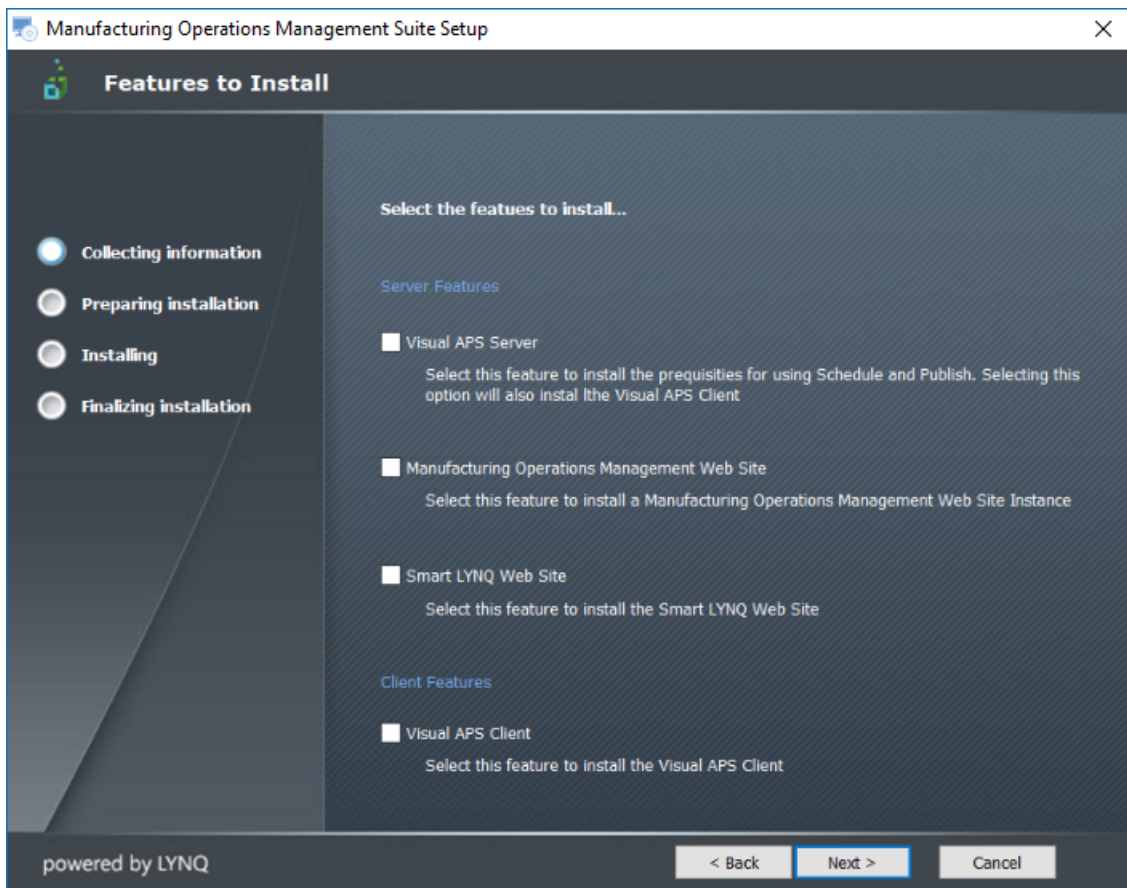 Manufacturing Operations Management Suite Setup
Features to Install
Collecting information
Preparing installation
Installing
Finalizing installation
Select the featues to install...
Server Features
Visual APS Server
Select this feature to install the prequisities for using Schedule and Publish. Selecting this
option will also instal lthe Visual APS Client
Manufacturing Operations Management Web Site
Select this feature to install a Manufacturing Operations Management Web Site Instance
Smart LYNQ Web Site
Select this feature to install the Smart LYNQ Web Site
Client Features
Visual APS Client
Select this feature to install the Visual APS Client
powered by LYNQ
< Back
Next >
Cancel